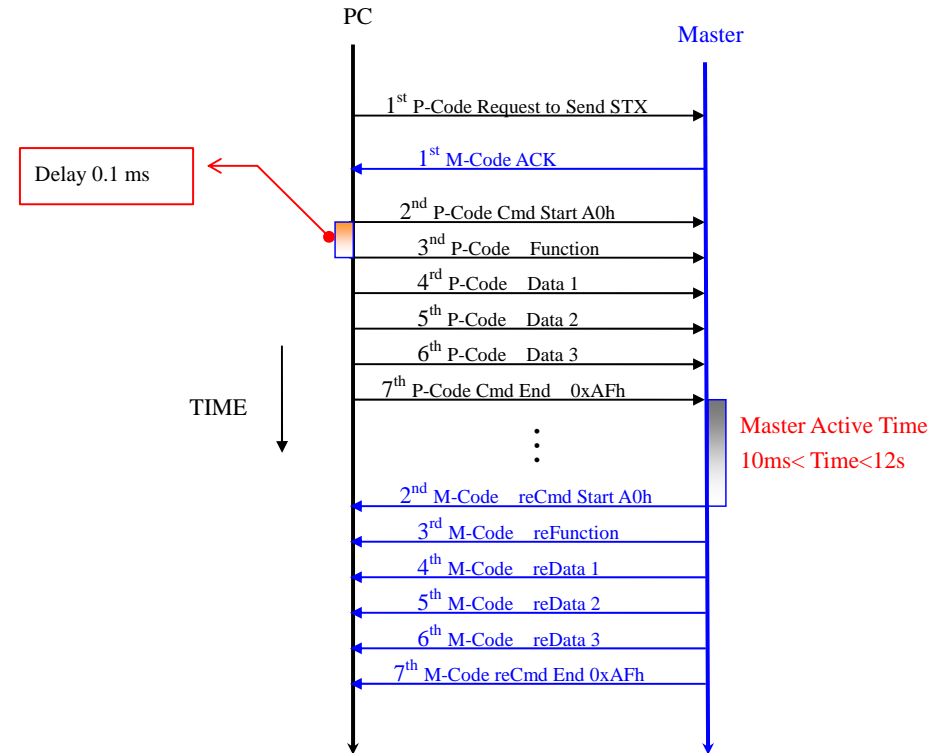 PC
Master
1st P-Code Request to Send STX
1st M-Code ACK
Delay 0.1 ms
2nd P-Code Cmd Start A0h
3nd P-Code Function
4rd P-Code Data 1
5th P-Code Data 2
6th P-Code Data 3
7th P-Code Cmd End 0xAFh
TIME
Master Active Time
10ms< Time<12s
2nd M-Code reCmd Start A0h
3rd M-Code reFunction
4th M-Code reData 1
5th M-Code reData 2
6th M-Code reData 3
7th M-Code reCmd End 0xAFh